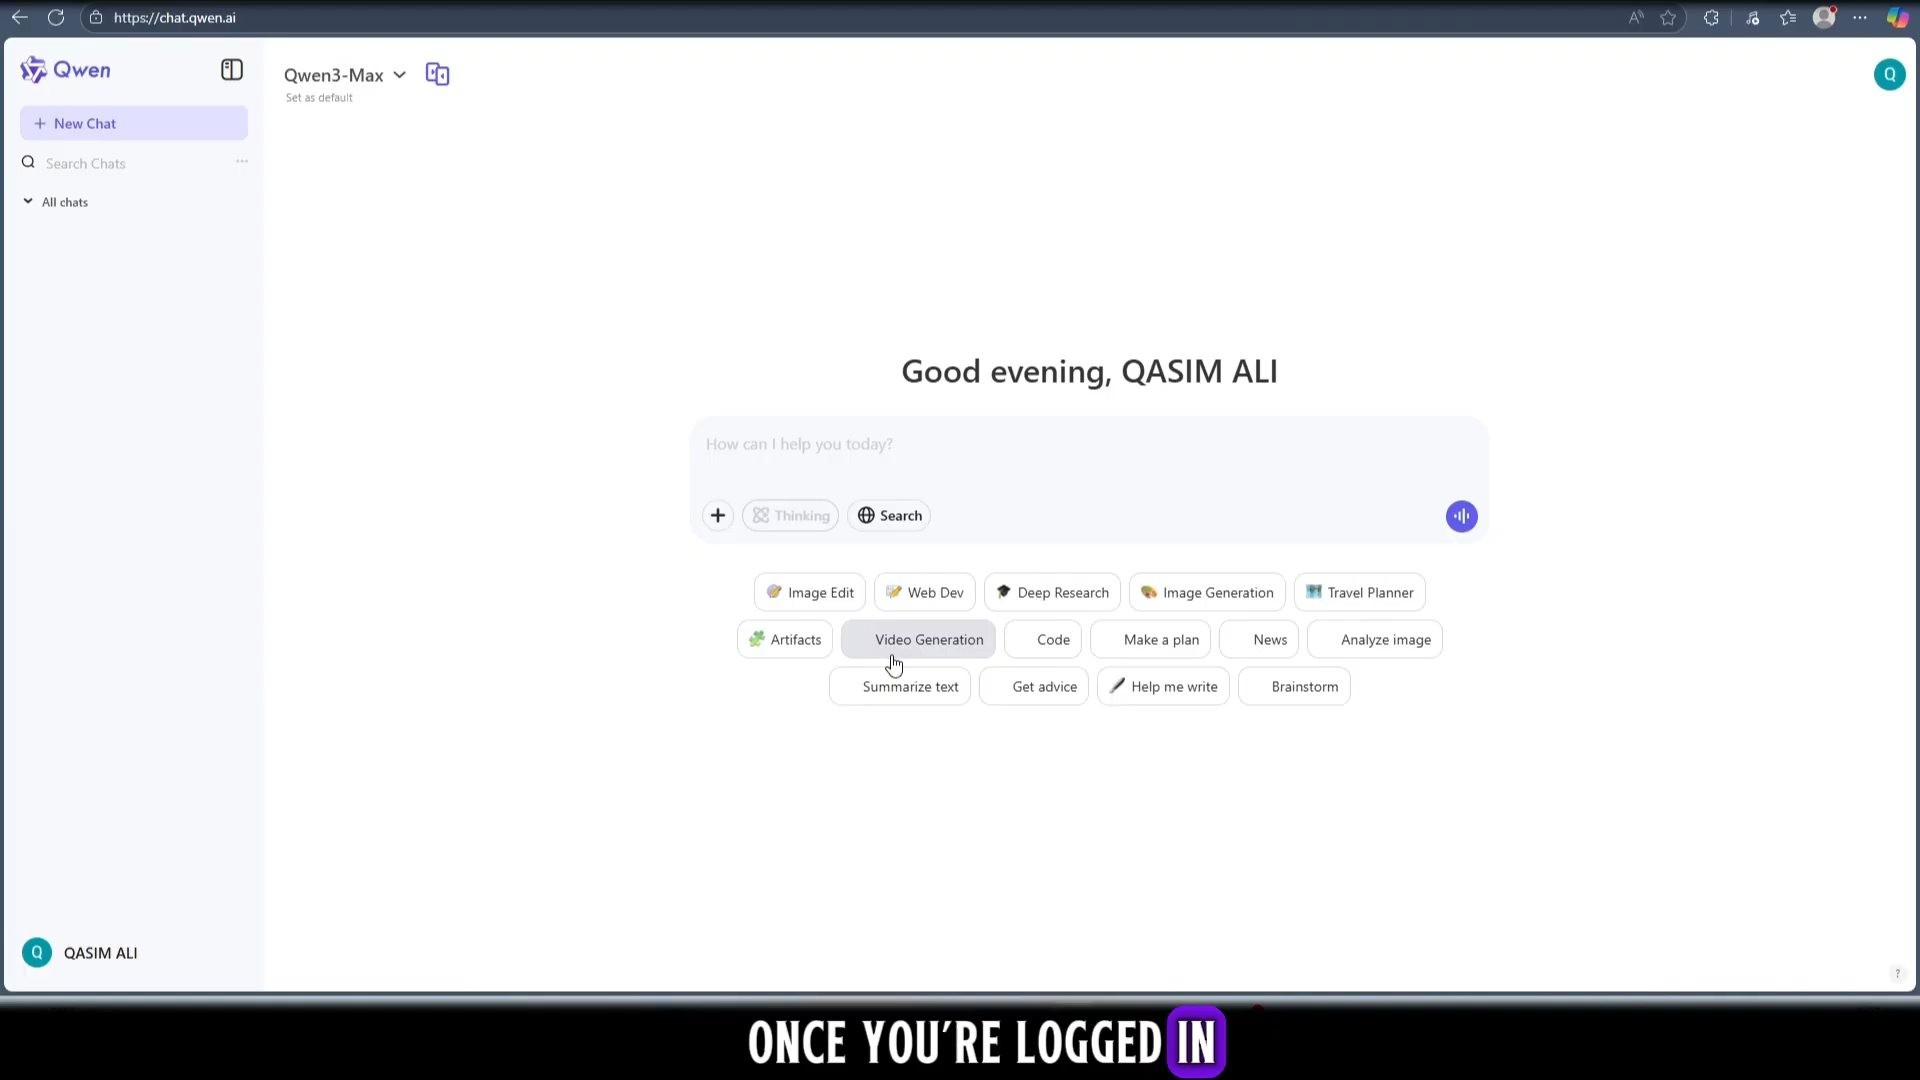 https://chat.qwen.ai
Qwen
Qwen3-Max
Set as default
Q
+ New Chat
Search Chats
All chats
Good evening, QASIM ALI
How can I help you today?
Thinking
Search
Image Edit
Web Dev
Deep Research
Image Generation
Travel Planner
Artifacts
Video Generation
Code
Make a plan
News
Analyze image
Summarize text
Get advice
Help me write
Brainstorm
Q
QASIM ALI
?
ONCE YOU'RE LOGGED IN